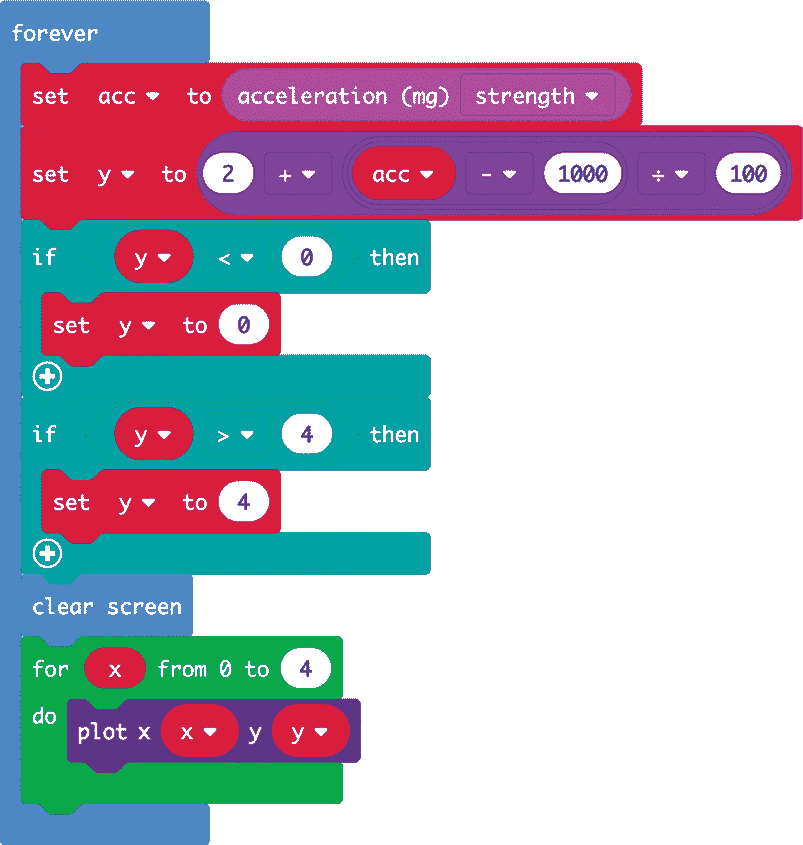 forever
set acc to acceleration (mg) strength
set y to 2 + acc - 1000 ÷ 100
if y < 0 then
set y to 0
if y > 4 then
set y to 4
clear screen
for x from 0 to 4
do
plot x x y y